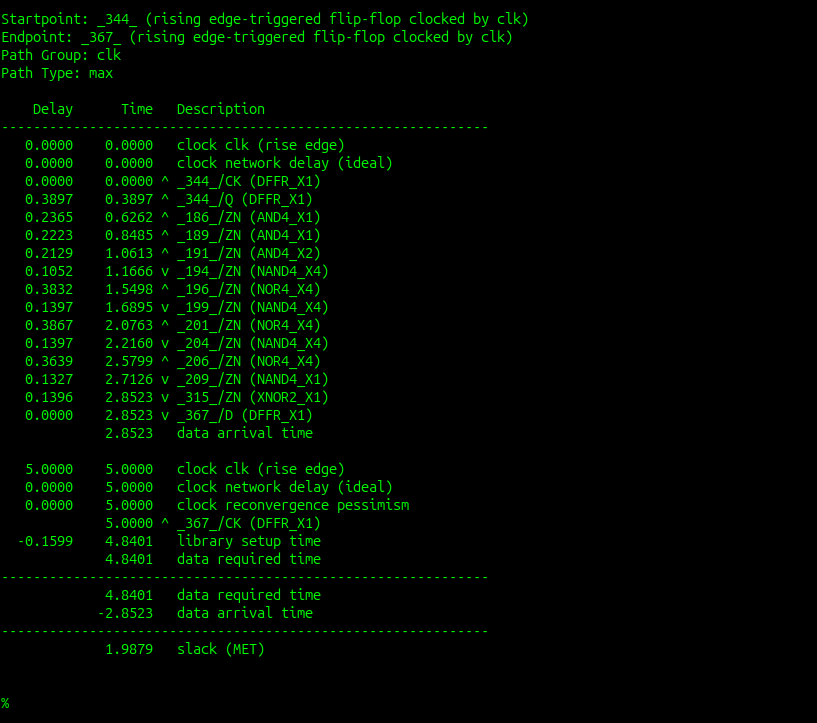 Startpoint: _344_ (rising edge-triggered flip-flop clocked by clk)
Endpoint: _367_ (rising edge-triggered flip-flop clocked by clk)
Path Group: clk
Path Type: max
    Delay      Time   Description
-------------------------------------------------------------
   0.0000    0.0000   clock clk (rise edge)
   0.0000    0.0000   clock network delay (ideal)
   0.0000    0.0000 ^ _344_/CK (DFFR_X1)
   0.3897    0.3897 ^ _344_/Q (DFFR_X1)
   0.2365    0.6262 ^ _186_/ZN (AND4_X1)
   0.2223    0.8485 ^ _189_/ZN (AND4_X1)
   0.2129    1.0613 ^ _191_/ZN (AND4_X2)
   0.1052    1.1666 v _194_/ZN (NAND4_X4)
   0.3832    1.5498 ^ _196_/ZN (NOR4_X4)
   0.1397    1.6895 v _199_/ZN (NAND4_X4)
   0.3867    2.0763 ^ _201_/ZN (NOR4_X4)
   0.1397    2.2160 v _204_/ZN (NAND4_X4)
   0.3639    2.5799 ^ _206_/ZN (NOR4_X4)
   0.1327    2.7126 v _209_/ZN (NAND4_X1)
   0.1396    2.8523 v _315_/ZN (XNOR2_X1)
   0.0000    2.8523 v _367_/D (DFFR_X1)
             2.8523   data arrival time
   5.0000    5.0000   clock clk (rise edge)
   0.0000    5.0000   clock network delay (ideal)
   0.0000    5.0000   clock reconvergence pessimism
             5.0000 ^ _367_/CK (DFFR_X1)
  -0.1599    4.8401   library setup time
             4.8401   data required time
-------------------------------------------------------------
             4.8401   data required time
            -2.8523   data arrival time
-------------------------------------------------------------
             1.9879   slack (MET)
%